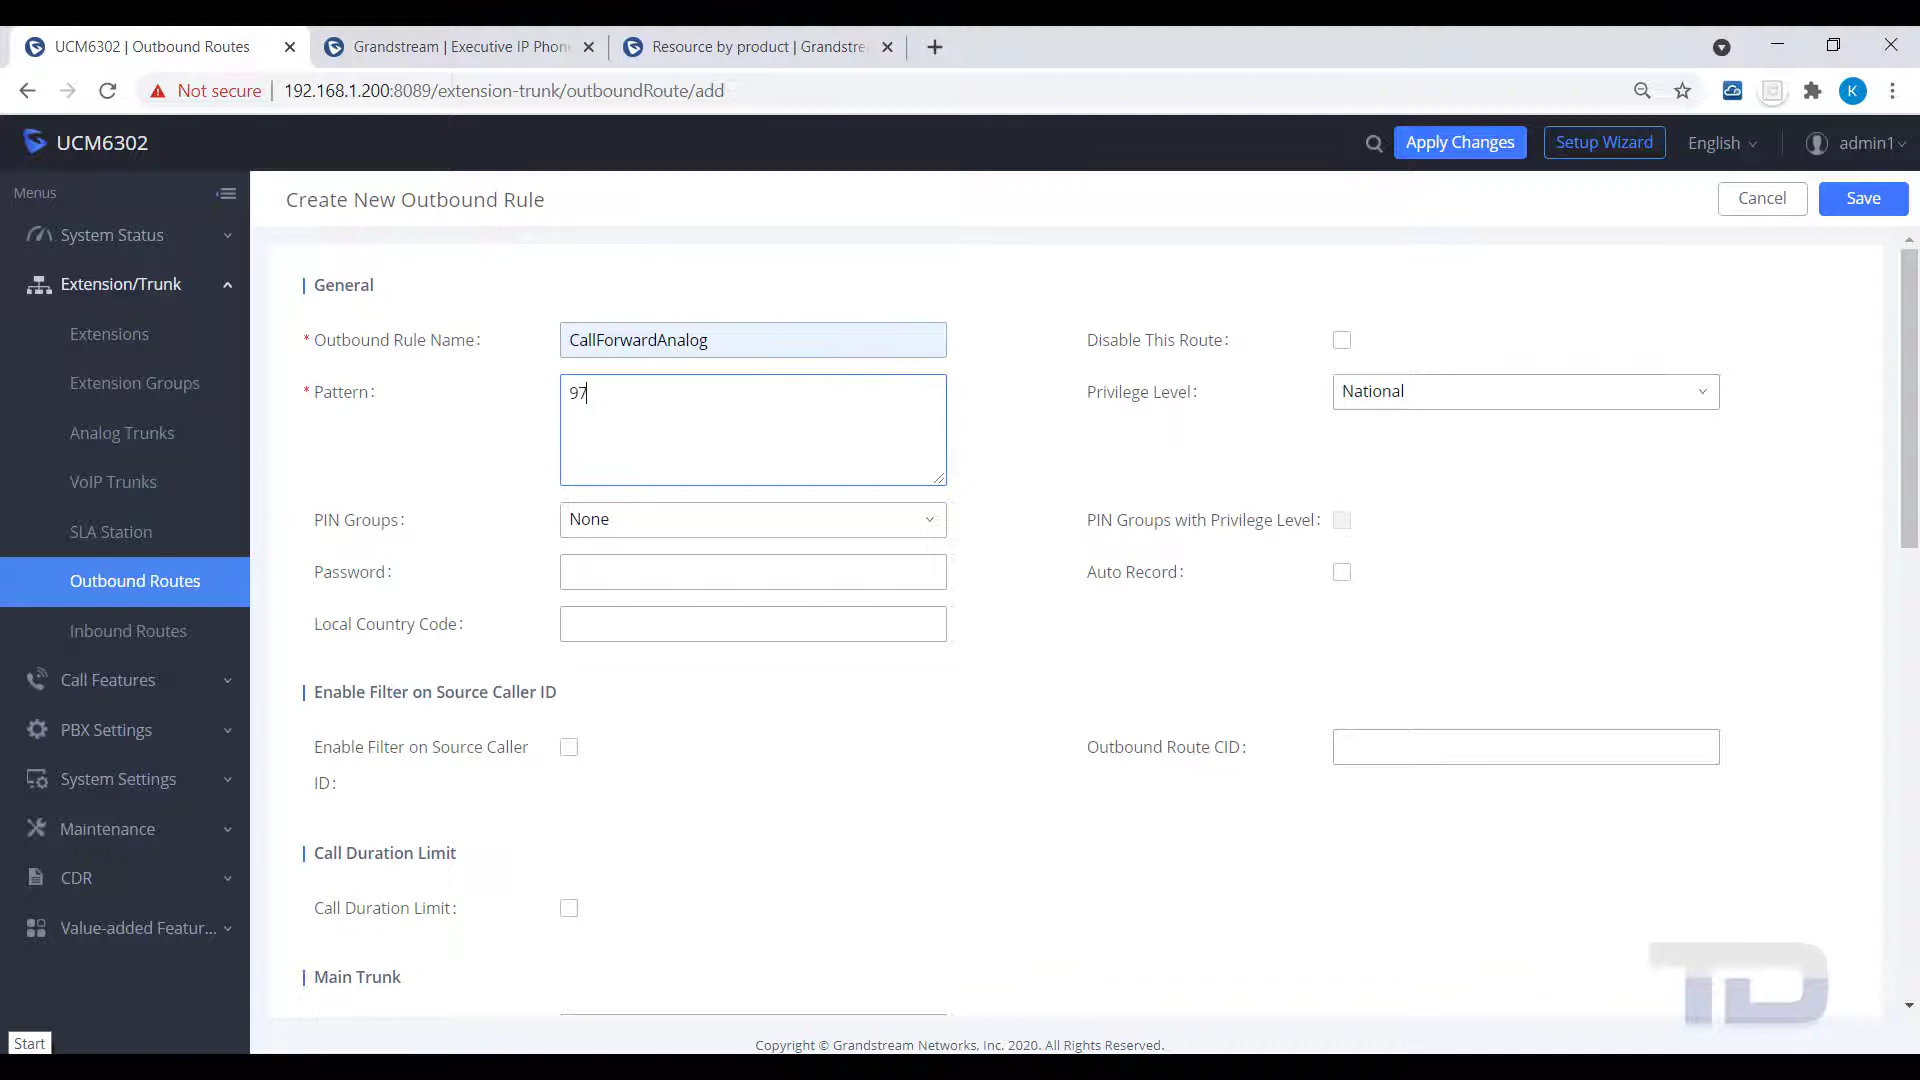 UCM6302 | Outbound Routes
Grandstream | Executive IP Phon
Resource by product | Grandstre
Not secure
192.168.1.200:8089/extension-trunk/outboundRoute/add
K
UCM6302
Apply Changes
Setup Wizard
English
admin1
Menus
Create New Outbound Rule
Cancel
Save
System Status
Extension/Trunk
Extensions
Extension Groups
Analog Trunks
VoIP Trunks
SLA Station
Outbound Routes
Inbound Routes
Call Features
PBX Settings
System Settings
Maintenance
CDR
Value-added Featur...
General
* Outbound Rule Name:
CallForwardAnalog
Disable This Route:
* Pattern:
97
Privilege Level:
National
PIN Groups:
None
PIN Groups with Privilege Level:
Password:
Auto Record:
Local Country Code:
Enable Filter on Source Caller ID
Enable Filter on Source Caller
ID:
Outbound Route CID:
Call Duration Limit
Call Duration Limit:
Main Trunk
TD
Start
Copyright © Grandstream Networks, Inc. 2020. All Rights Reserved.